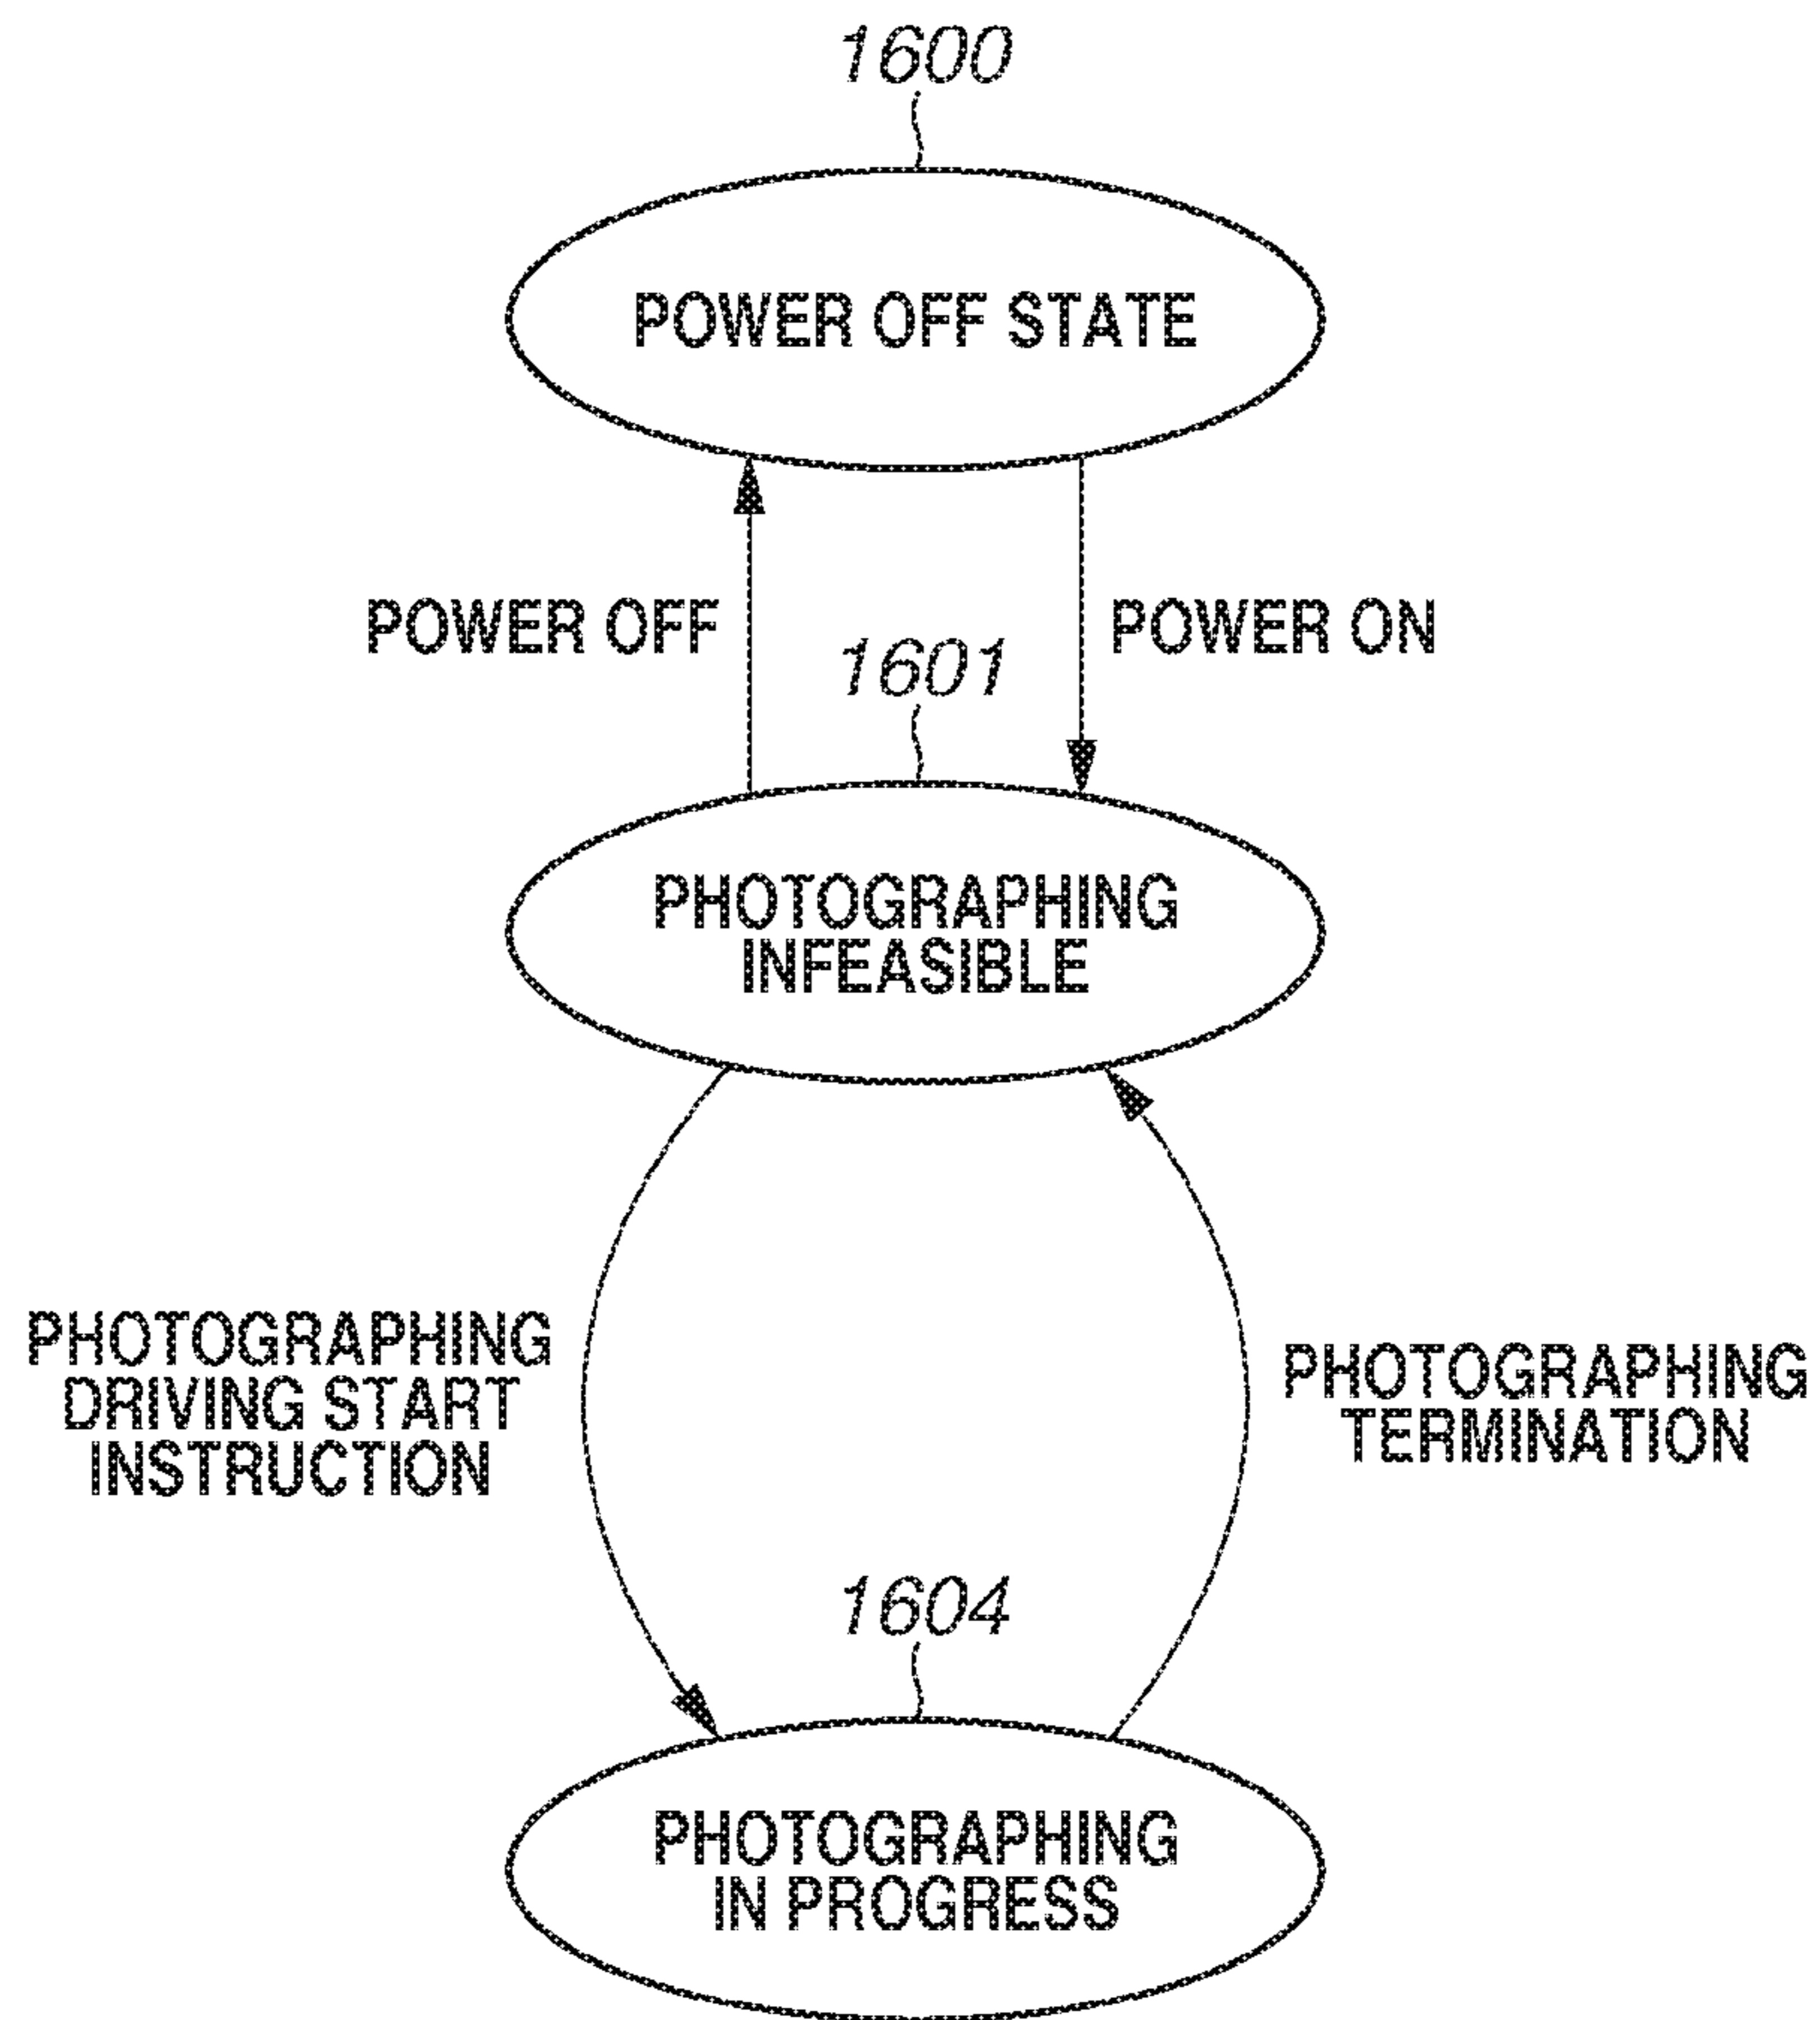 1600
POWER OFF STATE
POWER OFF
POWER ON
1601
PHOTOGRAPHING
INFEASIBLE
PHOTOGRAPHING
DRIVING START
INSTRUCTION
PHOTOGRAPHING
TERMINATION
1604
PHOTOGRAPHING
IN PROGRESS